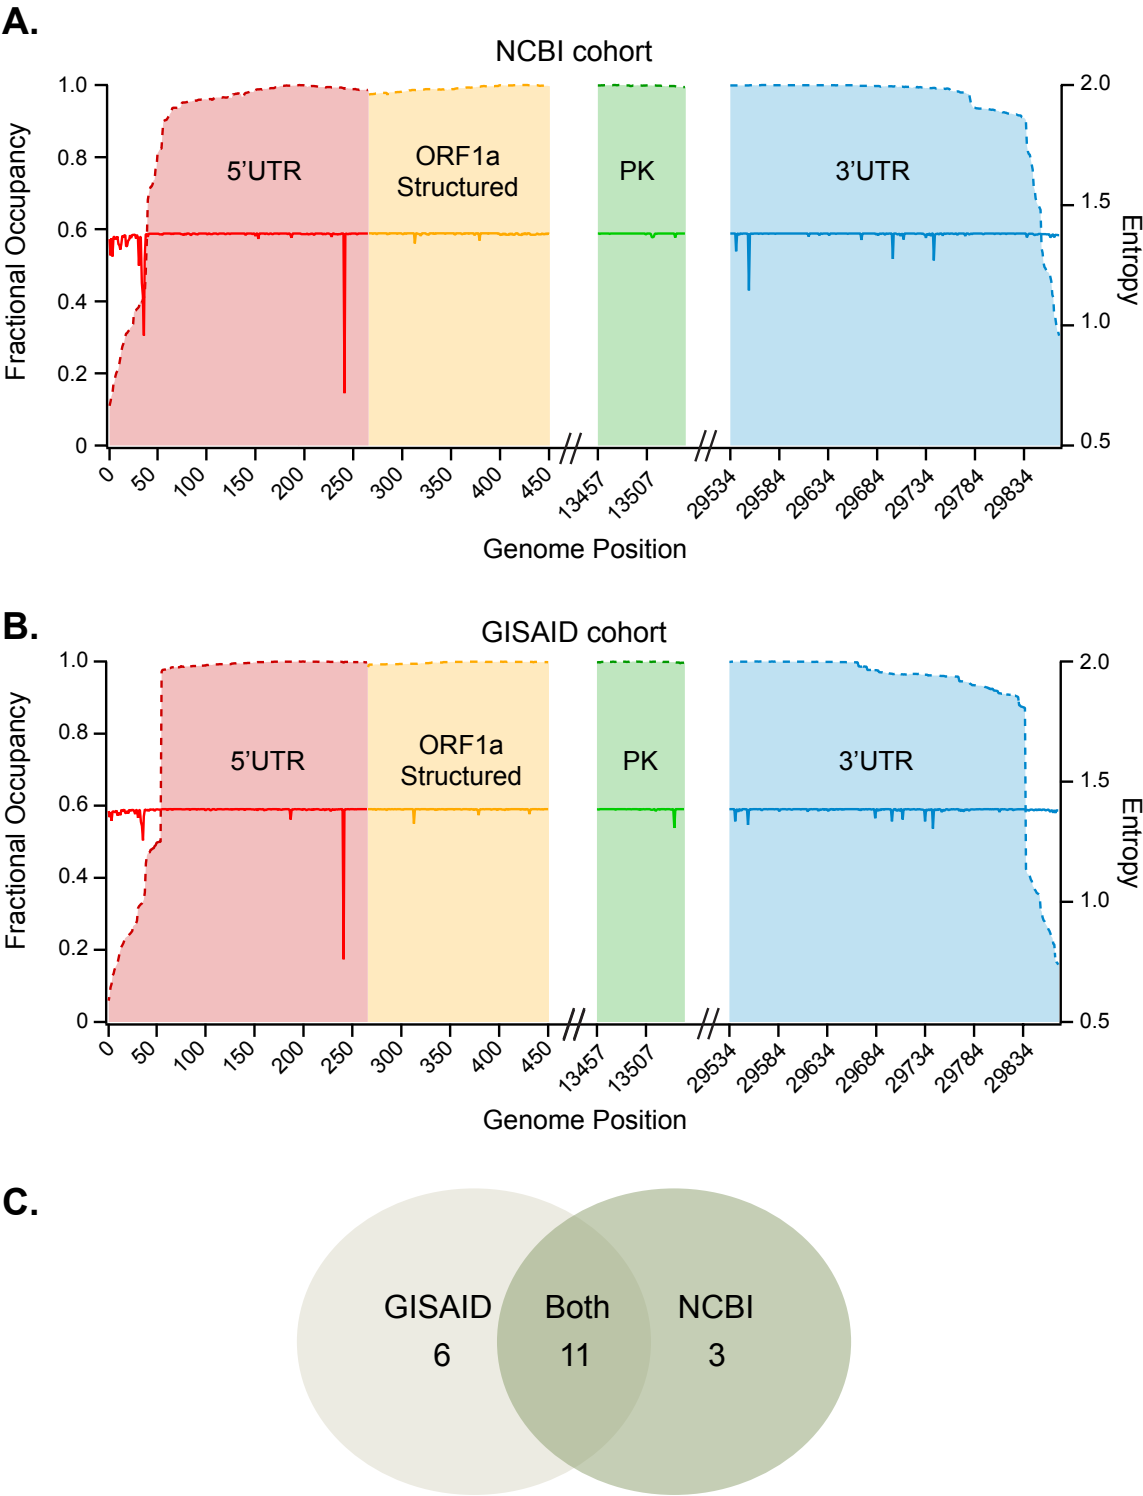 A.
NCBI cohort
1.0
0.8
0.6
0.4
0.2
0
Fractional Occupancy
5’UTR
ORF1a
Structured
PK
3’UTR
2.0
1.5
1.0
0.5
Entropy
0 50 100 150 200 250 300 350 400 450 13457 13507 29534 29584 29634 29684 29734 29784 29834
Genome Position
B.
GISAID cohort
1.0
0.8
0.6
0.4
0.2
0
Fractional Occupancy
5’UTR
ORF1a
Structured
PK
3’UTR
2.0
1.5
1.0
0.5
Entropy
0 50 100 150 200 250 300 350 400 450 13457 13507 29534 29584 29634 29684 29734 29784 29834
Genome Position
C.
GISAID Both NCBI
6 11 3